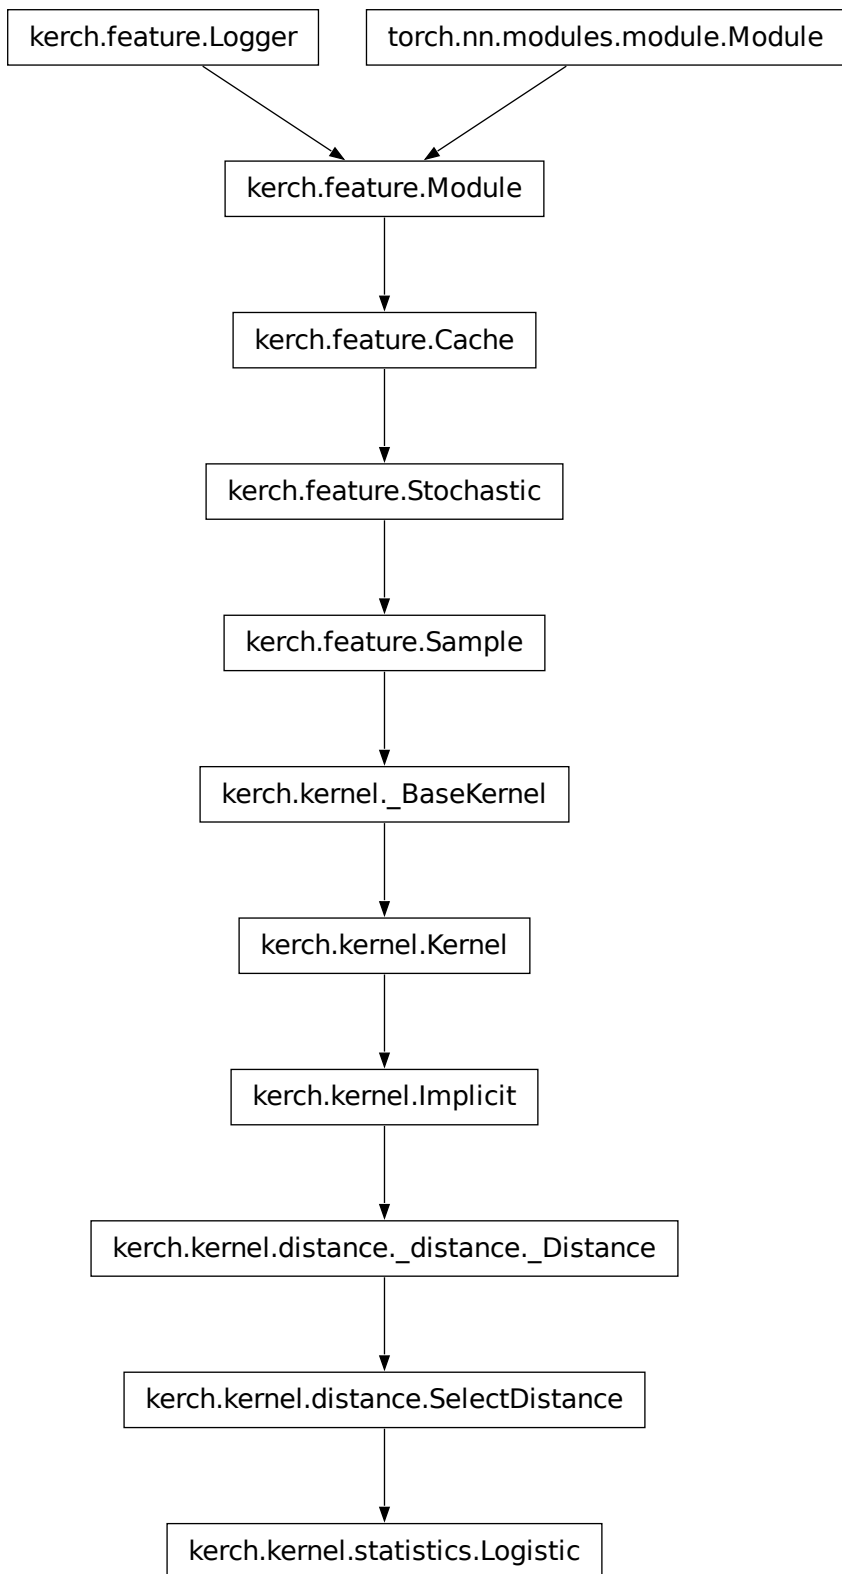 kerch.feature.Logger
torch.nn.modules.module.Module
kerch.feature.Module
kerch.feature.Cache
kerch.feature.Stochastic
kerch.feature.Sample
kerch.kernel._BaseKernel
kerch.kernel.Kernel
kerch.kernel.Implicit
kerch.kernel.distance._distance._Distance
kerch.kernel.distance.SelectDistance
kerch.kernel.statistics.Logistic